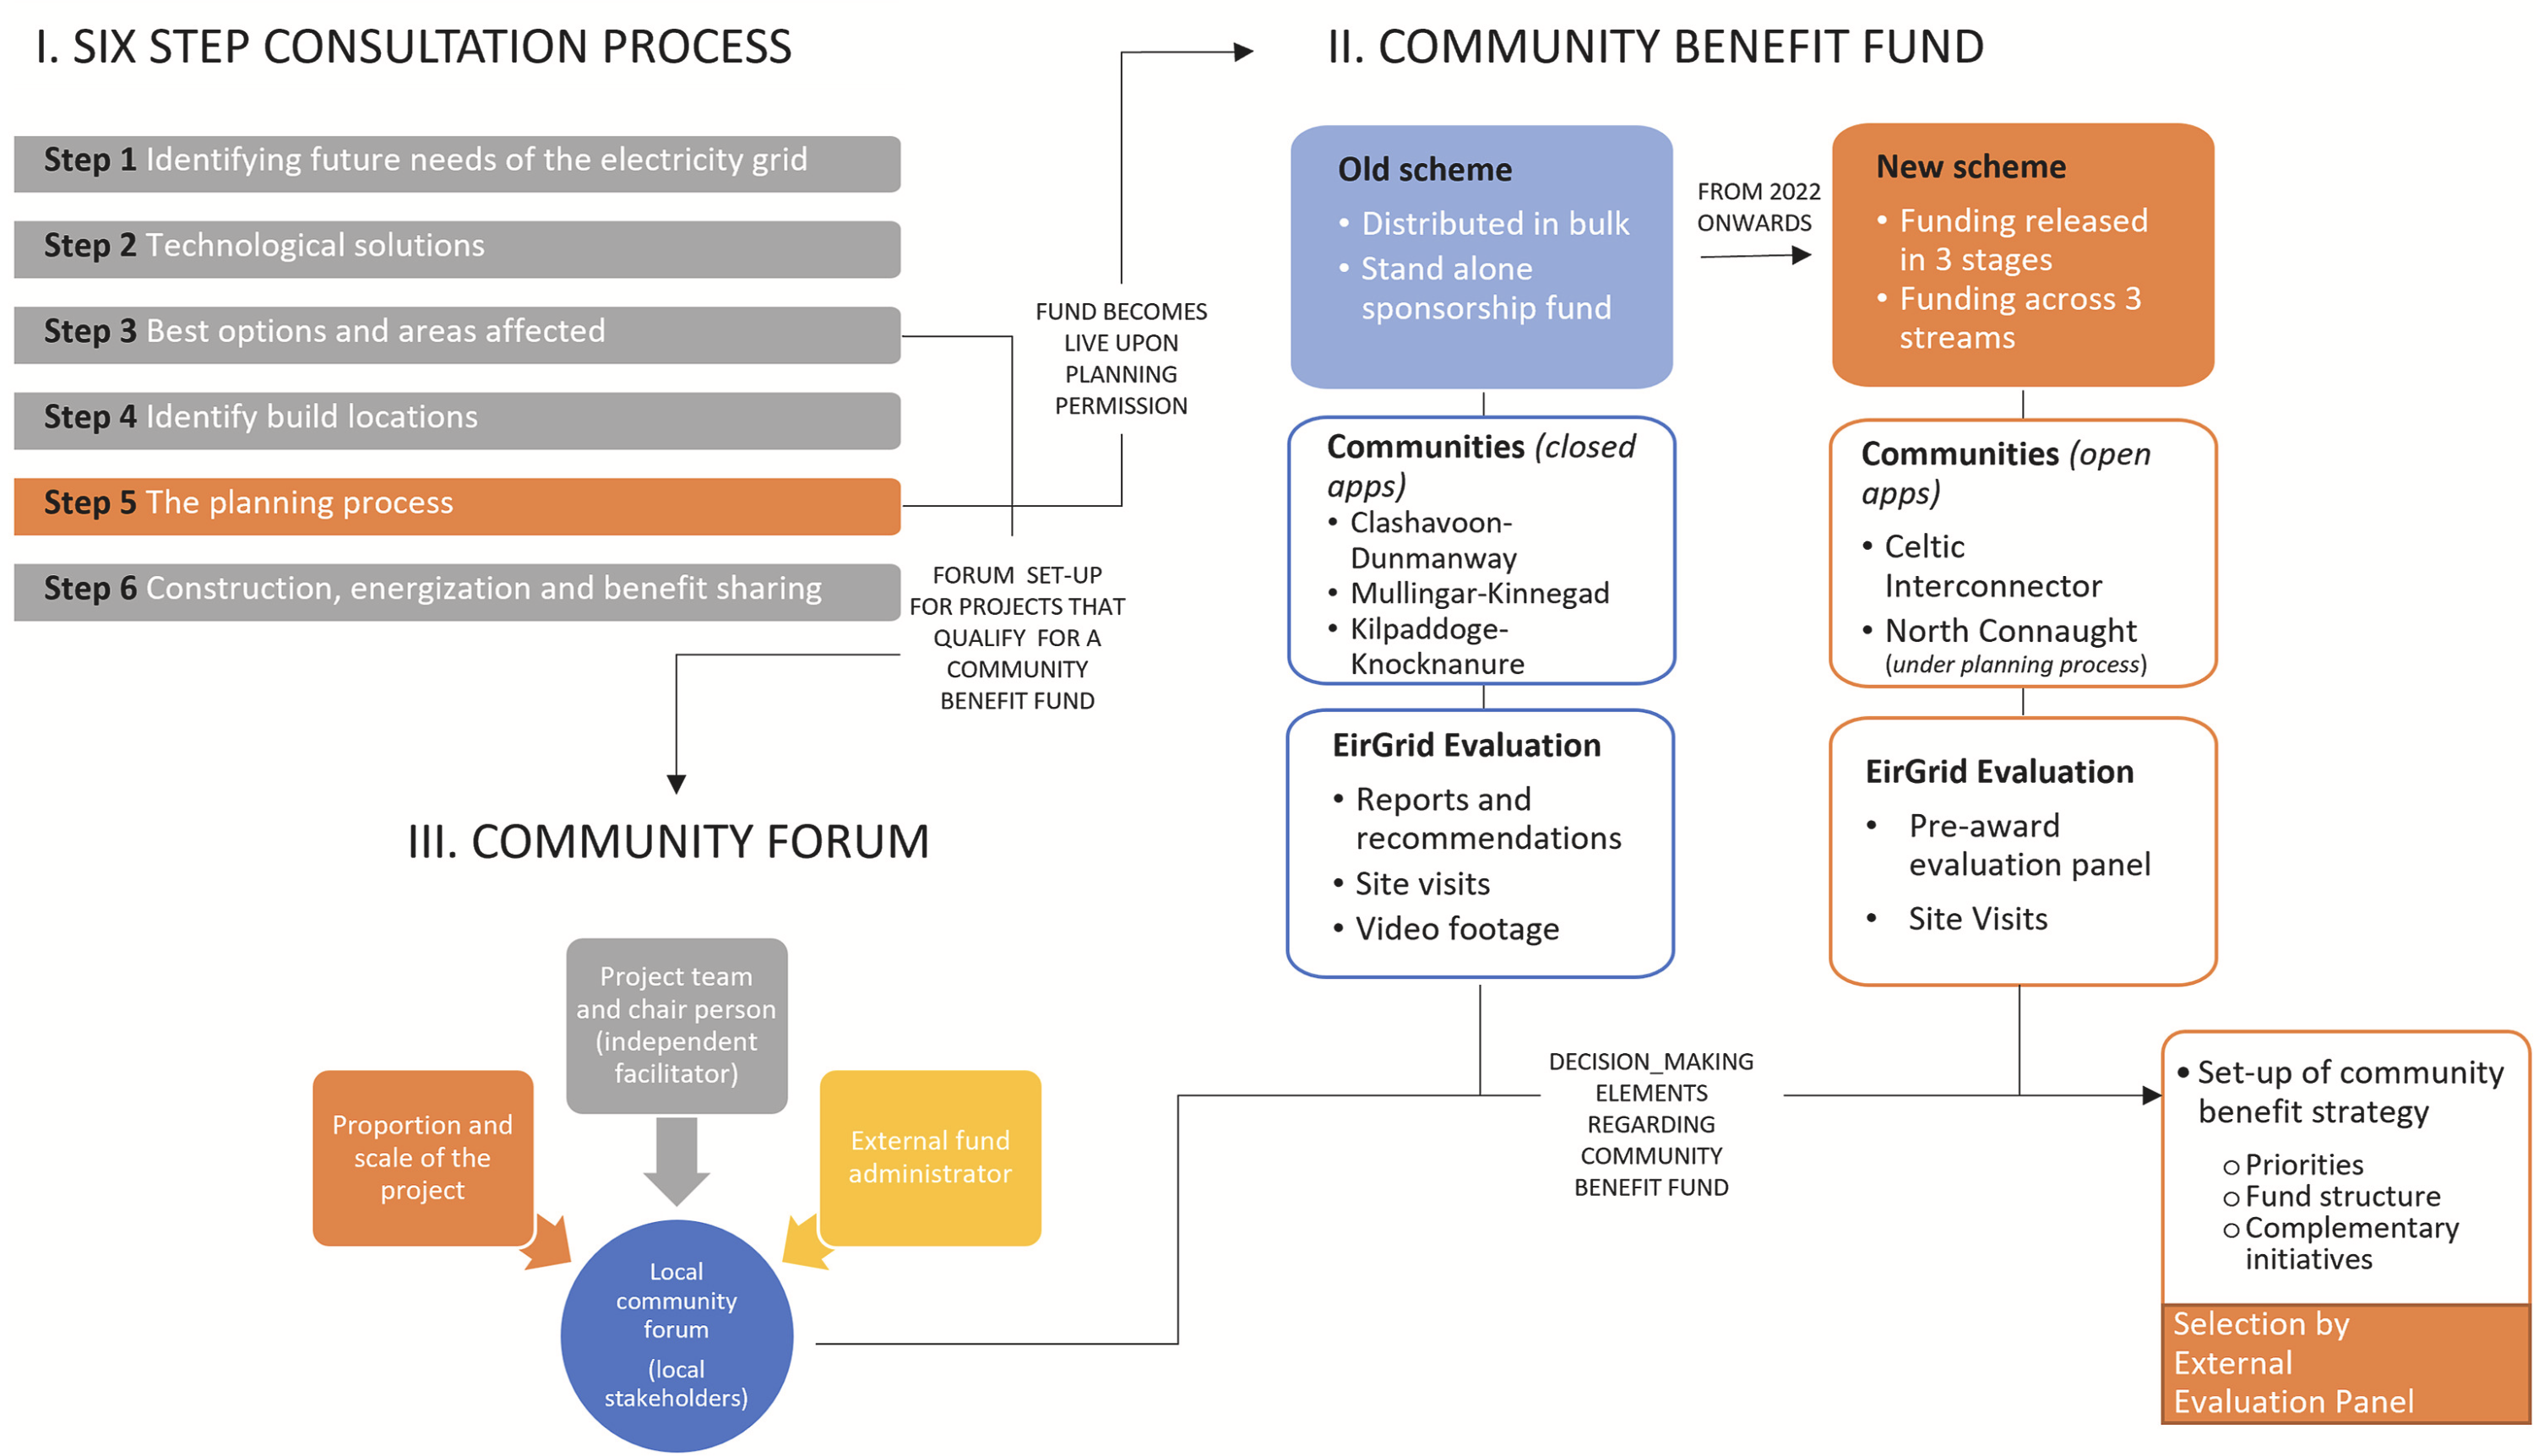 I. SIX STEP CONSULTATION PROCESS
Step 1 Identifying future needs of the electricity grid
Step 2 Technological solutions
Step 3 Best options and areas affected
Step 4 Identify build locations
Step 5 The planning process
Step 6 Construction, energization and benefit sharing
FUND BECOMES
LIVE UPON
PLANNING
PERMISSION
FORUM SET-UP
FOR PROJECTS THAT
QUALIFY FOR A
COMMUNITY
BENEFIT FUND
II. COMMUNITY BENEFIT FUND
Old scheme
• Distributed in bulk
• Stand alone
sponsorship fund
FROM 2022
ONWARDS
New scheme
• Funding released
in 3 stages
• Funding across 3
streams
Communities (closed
apps)
• Clashavoon-
Dunmanway
• Mullingar-Kinnegad
• Kilpaddoge-
Knocknanure
Communities (open
apps)
• Celtic
Interconnector
• North Connaught
(under planning process)
EirGrid Evaluation
• Reports and
recommendations
• Site visits
• Video footage
EirGrid Evaluation
• Pre-award
evaluation panel
• Site Visits
III. COMMUNITY FORUM
Project team
and chair person
(independent
facilitator)
Proportion and
scale of the
project
External fund
administrator
Local
community
forum
(local
stakeholders)
DECISION_MAKING
ELEMENTS
REGARDING
COMMUNITY
BENEFIT FUND
• Set-up of community
benefit strategy
o Priorities
o Fund structure
o Complementary
initiatives
Selection by
External
Evaluation Panel